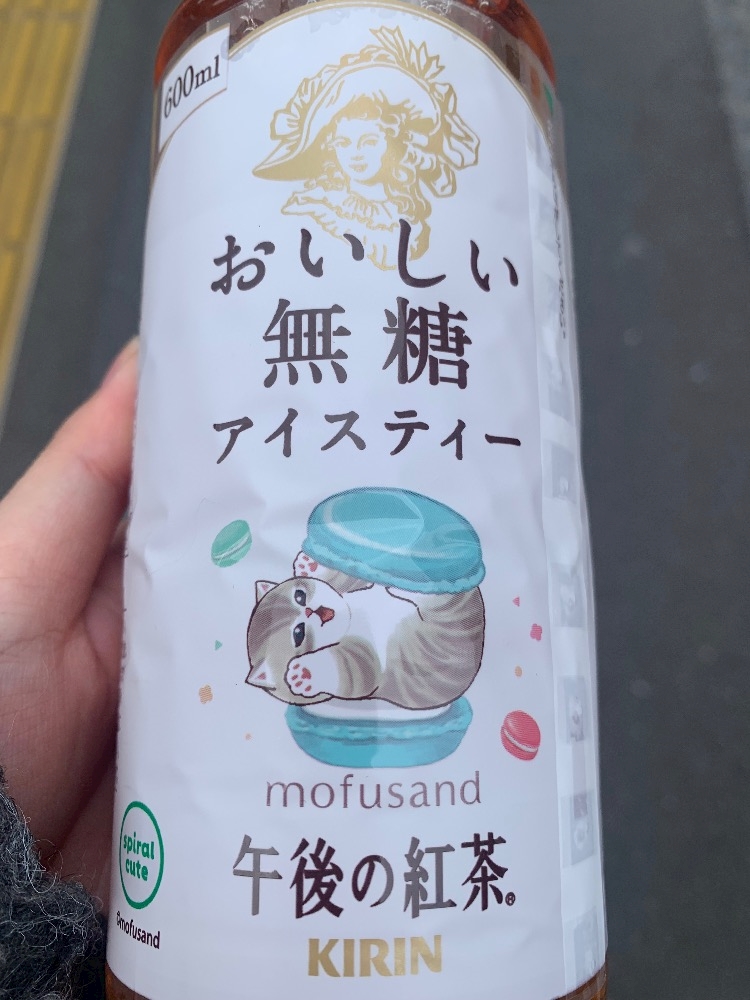 600ml
おいしい
無糖
アイスティー
mofusand
spiral
cute
©mofusand
午後の紅茶®
KIRIN